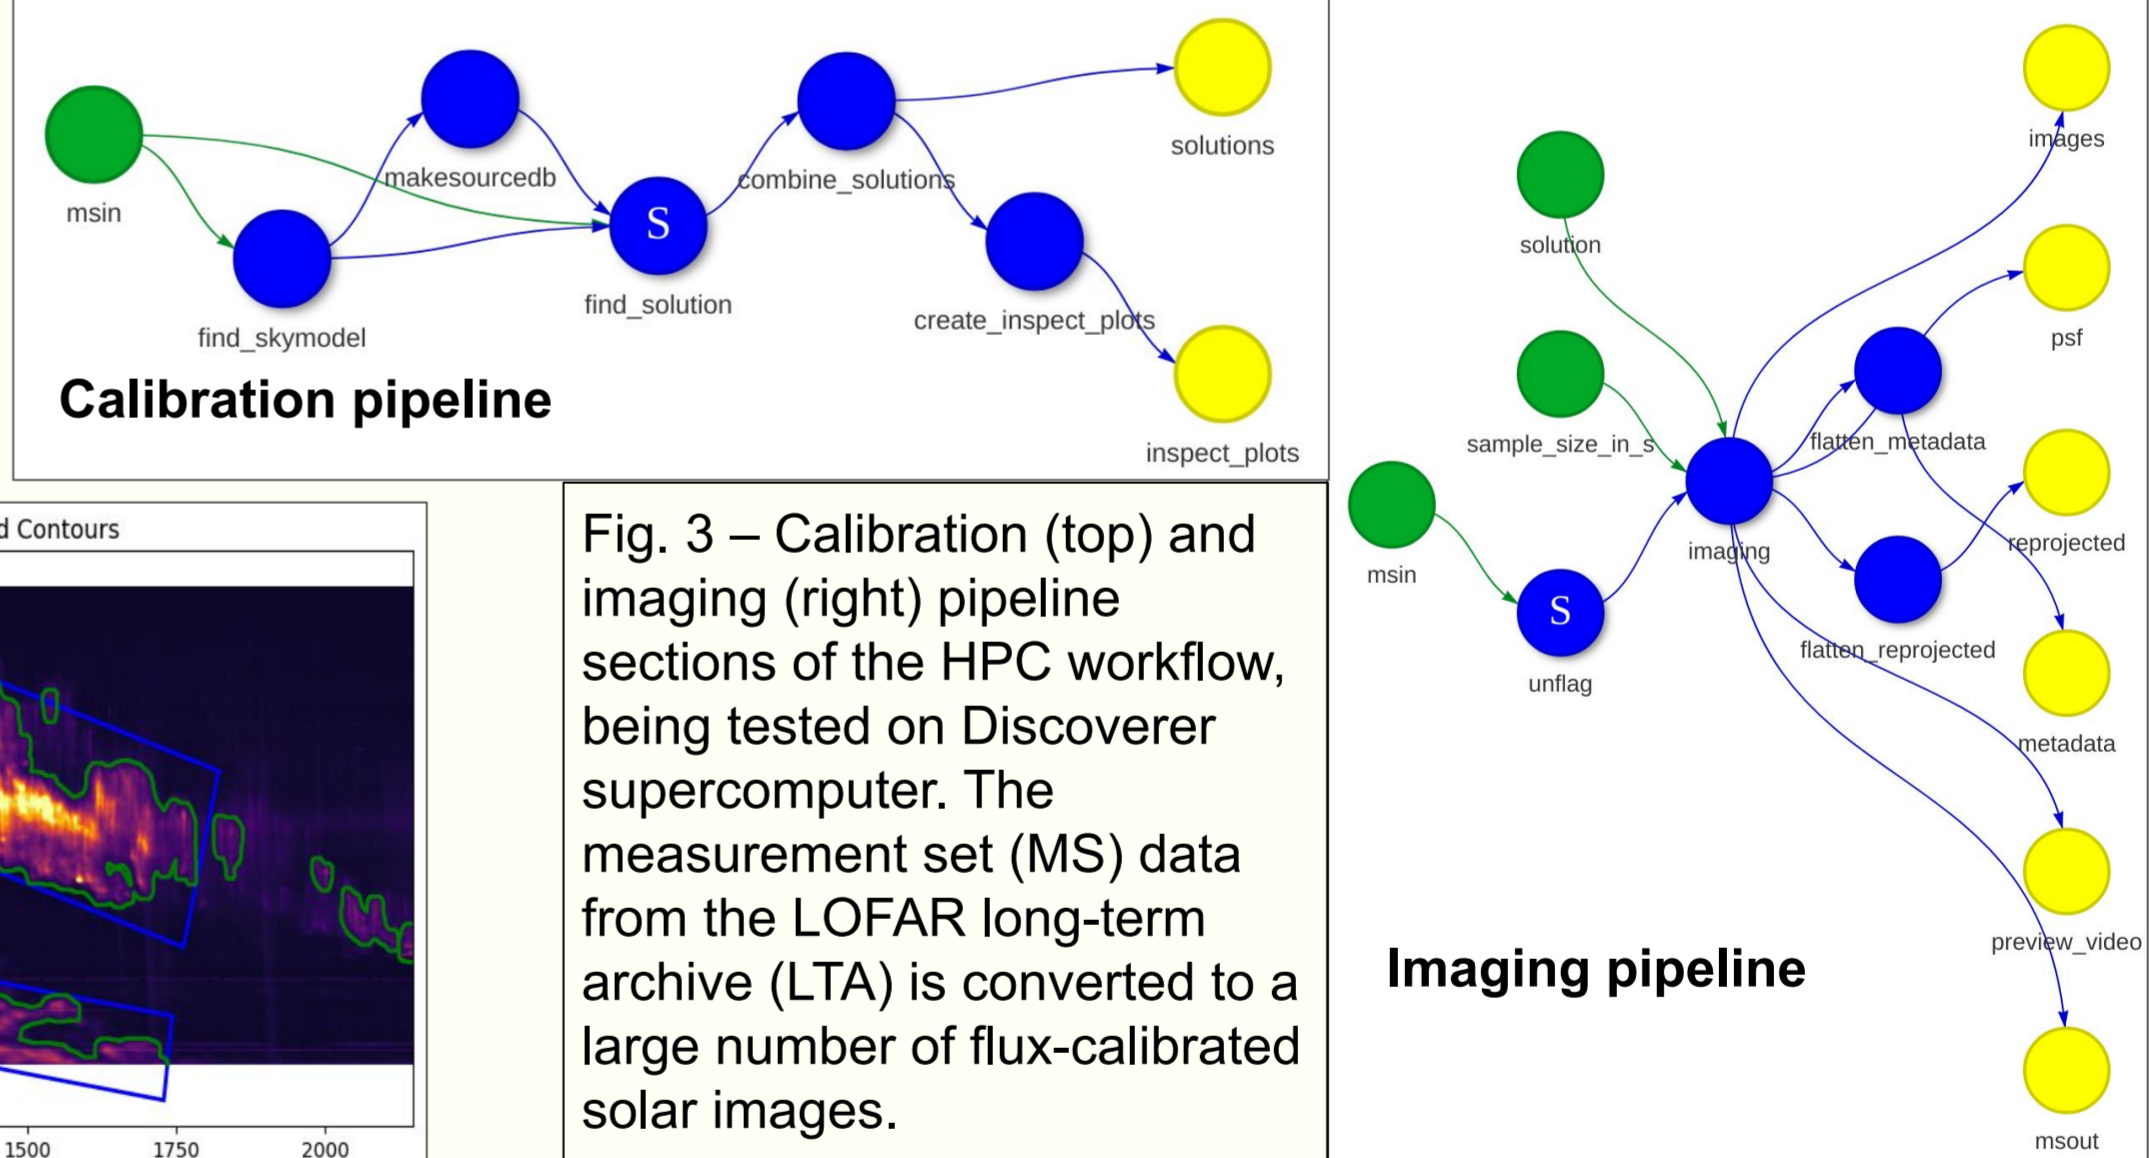 msin
find_skymodel
makesourcedb
S
find_solution
combine_solutions
create_inspect_plots
solutions
inspect_plots
Calibration pipeline
d Contours
1500
1750
2000
Fig. 3 – Calibration (top) and
imaging (right) pipeline
sections of the HPC workflow,
being tested on Discoverer
supercomputer. The
measurement set (MS) data
from the LOFAR long-term
archive (LTA) is converted to a
large number of flux-calibrated
solar images.
solution
sample_size_in_s
msin
S
unflag
imaging
flatten_metadata
flatten_reprojected
images
psf
reprojected
metadata
preview_video
msout
Imaging pipeline